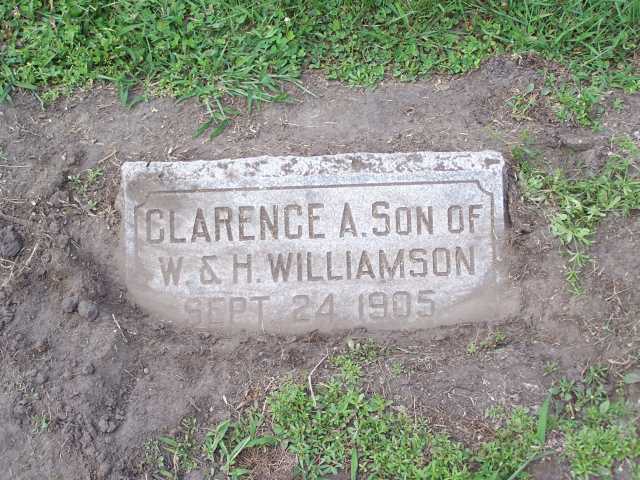 CLARENCE A. SON OF
W. & H. WILLIAMSON
SEPT 24 1905